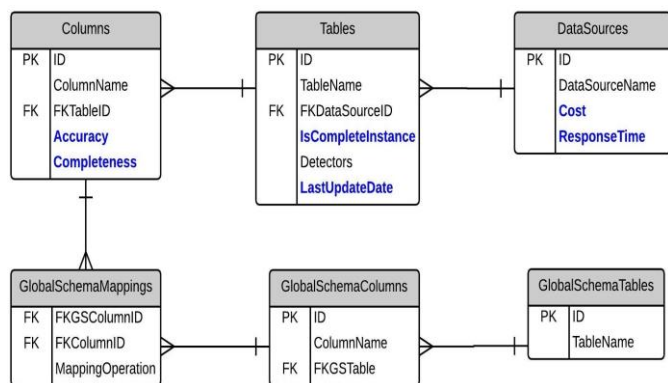 Columns
PK ID
ColumnName
FK FKTableID
Accuracy
Completeness
Tables
PK ID
TableName
FK FKDataSourceID
IsCompleteInstance
Detectors
LastUpdateDate
DataSources
PK ID
DataSourceName
Cost
ResponseTime
GlobalSchemaMappings
FK FKGSColumnID
FK FKColumnID
MappingOperation
GlobalSchemaColumns
PK ID
ColumnName
FK FKGSTable
GlobalSchemaTables
PK ID
TableName